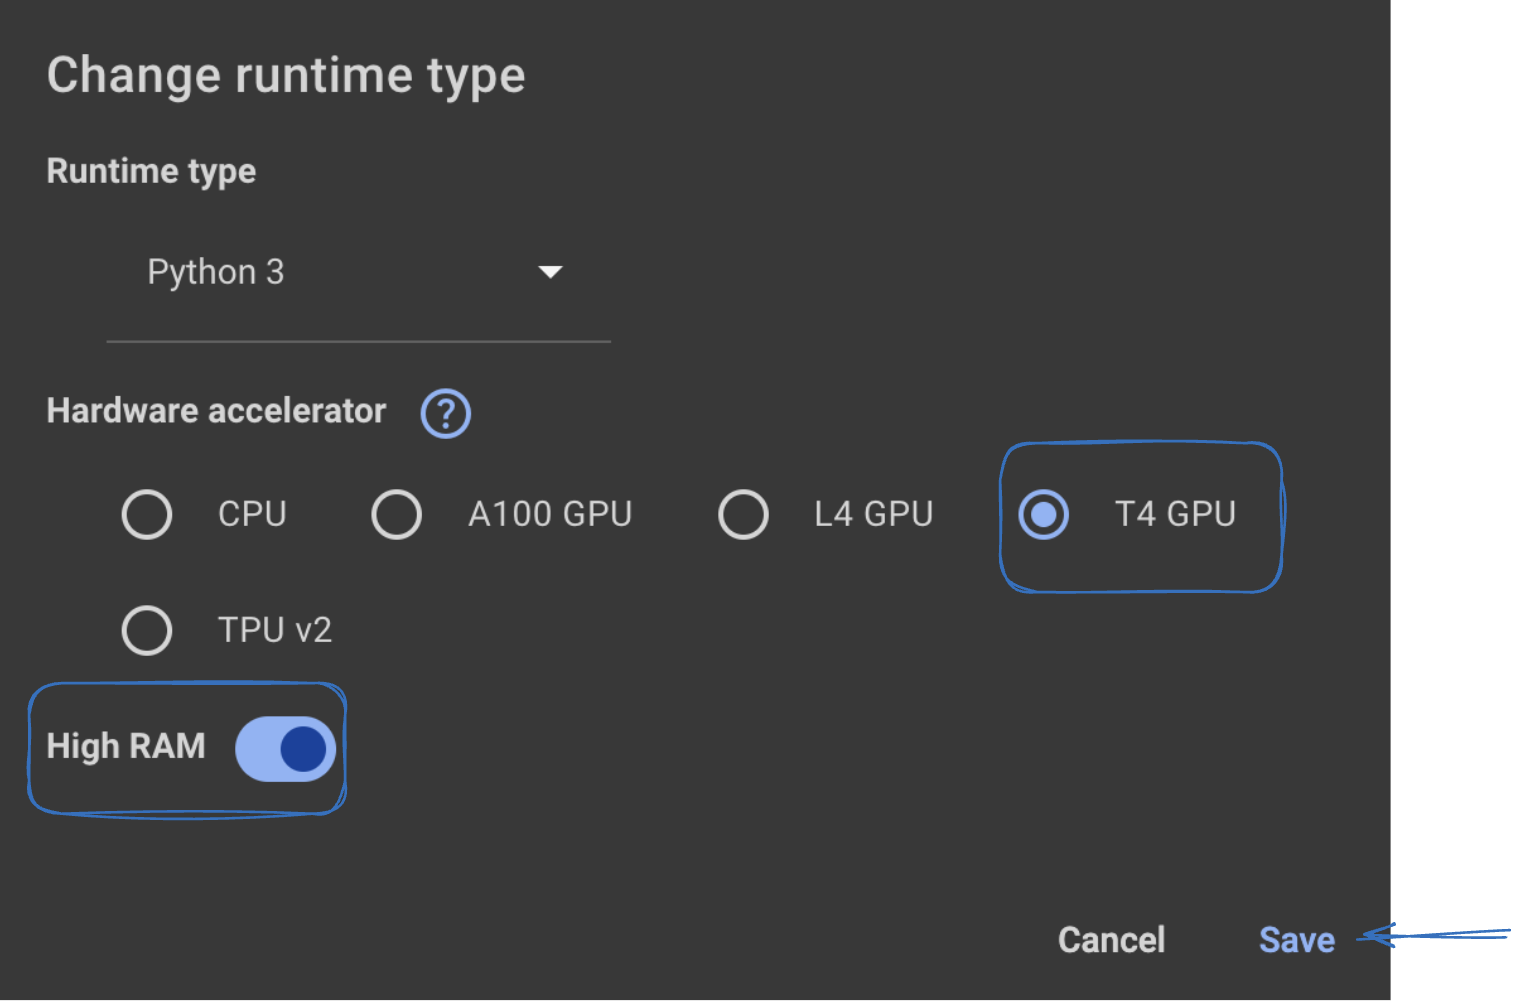 Change runtime type
Runtime type
Python 3
Hardware accelerator ?
CPU A100 GPU L4 GPU T4 GPU
TPU v2
High RAM
Cancel Save